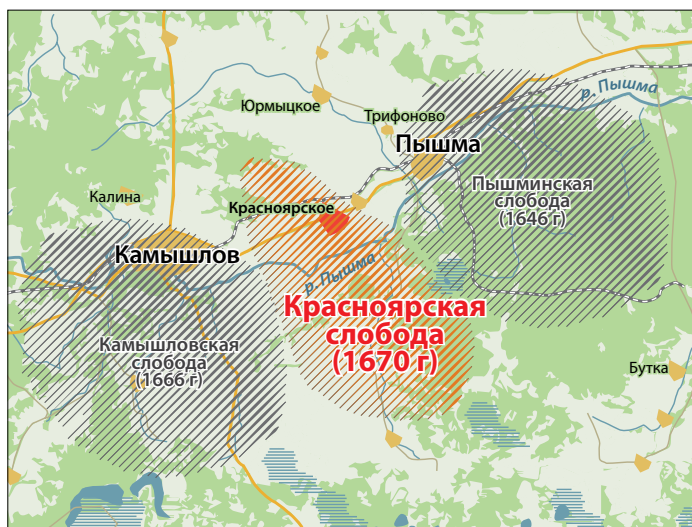 Юрмыцкое
Трифоново
р. Пышма
Пышма
Пышминская
слобода
(1646 г)
Калина
Красноярское
Камышлов
р. Пышма
Красноярская
слобода
(1670 г)
Камышловская
слобода
(1666 г)
Бутка